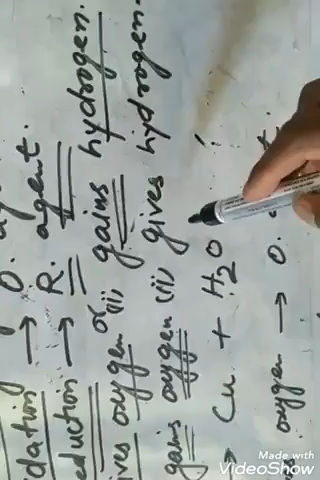 dation → O.
eduction → R. agent.
ives oxygen or (ii) gains hydrogen.
gains oxygen (ii) gives hydrogen.
→ Cu + H₂O
oxygen → O.
Made with
VideoShow